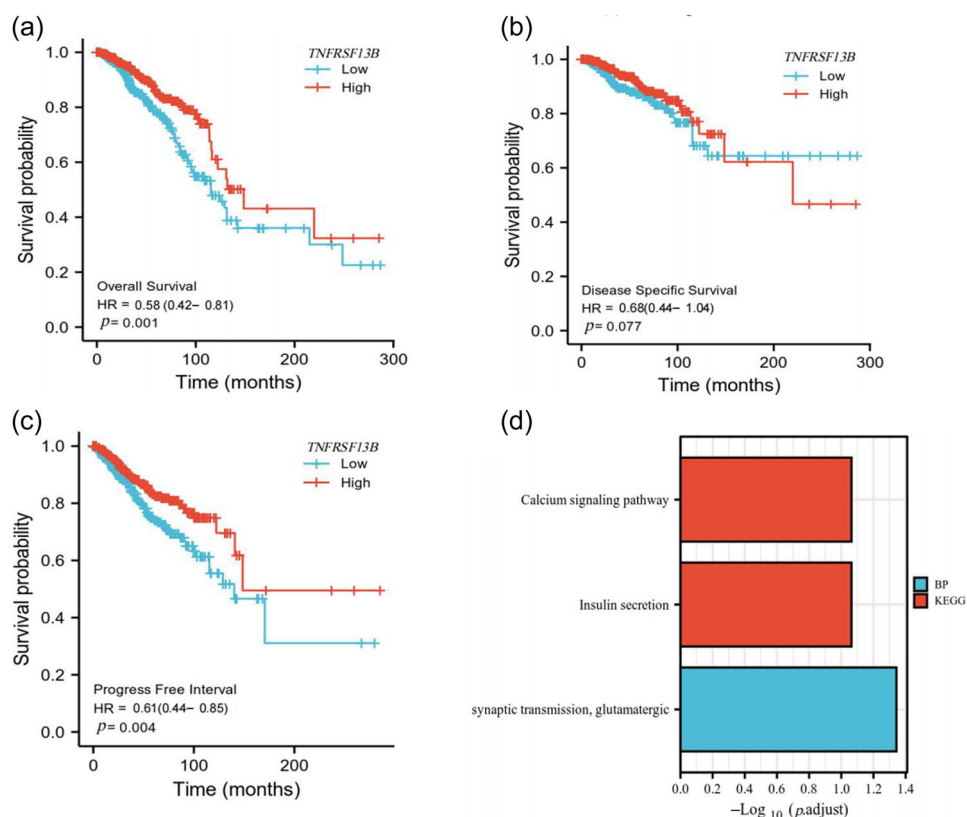 (a)
TNFRSF13B
Low
High
Survival probability
1.0
0.8
0.6
0.4
0.2
0.0
Overall Survival
HR = 0.58 (0.42– 0.81)
p= 0.001
0
100
200
300
Time (months)
(b)
TNFRSF13B
Low
High
Survival probability
1.0
0.8
0.6
0.4
0.2
0.0
Disease Specific Survival
HR = 0.68(0.44– 1.04)
p= 0.077
0
100
200
300
Time (months)
(c)
TNFRSF13B
Low
High
Survival probability
1.0
0.8
0.6
0.4
0.2
0.0
Progress Free Interval
HR = 0.61(0.44– 0.85)
p= 0.004
0
100
200
Time (months)
(d)
Calcium signaling pathway
Insulin secretion
synaptic transmission, glutamatergic
BP
KEGG
0.0 0.2 0.4 0.6 0.8 1.0 1.2 1.4
–Log 10 (p.adjust)